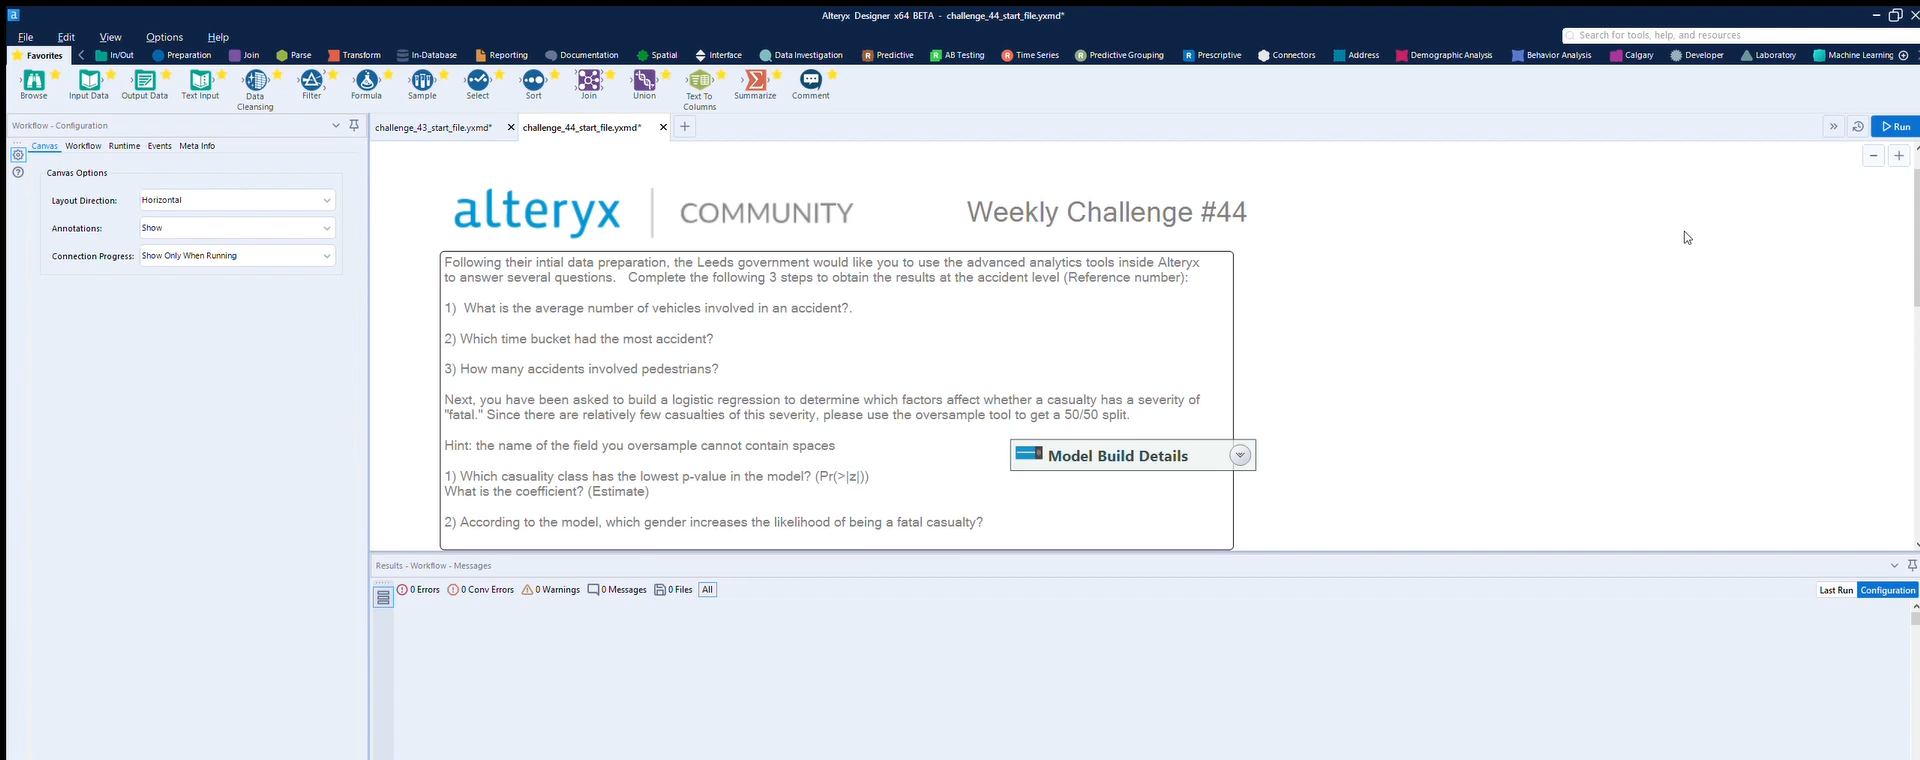 Alteryx Designer x64 BETA - challenge_44_start_file.yxmd*
File Edit View Options Help
Search for tools, help, and resources
Favorites In/Out Preparation Join Parse Transform In-Database Reporting Documentation Spatial Interface Data Investigation Predictive AB Testing Time Series Predictive Grouping Prescriptive Connectors Address Demographic Analysis Behavior Analysis Calgary Developer Laboratory Machine Learning
Browse Input Data Output Data Text Input Data Cleansing Filter Formula Sample Select Sort Join Union Text To Columns Summarize Comment
Workflow - Configuration
challenge_43_start_file.yxmd* challenge_44_start_file.yxmd*
Run
Canvas Workflow Runtime Events Meta Info
Canvas Options
Layout Direction: Horizontal
Annotations: Show
Connection Progress: Show Only When Running
alteryx COMMUNITY Weekly Challenge #44
Following their intial data preparation, the Leeds government would like you to use the advanced analytics tools inside Alteryx
to answer several questions. Complete the following 3 steps to obtain the results at the accident level (Reference number):
1) What is the average number of vehicles involved in an accident?.
2) Which time bucket had the most accident?
3) How many accidents involved pedestrians?
Next, you have been asked to build a logistic regression to determine which factors affect whether a casualty has a severity of
"fatal." Since there are relatively few casualties of this severity, please use the oversample tool to get a 50/50 split.
Hint: the name of the field you oversample cannot contain spaces
Model Build Details
1) Which casuality class has the lowest p-value in the model? (Pr(>|z|))
What is the coefficient? (Estimate)
2) According to the model, which gender increases the likelihood of being a fatal casualty?
Results - Workflow - Messages
0 Errors 0 Conv Errors 0 Warnings 0 Messages 0 Files All
Last Run Configuration